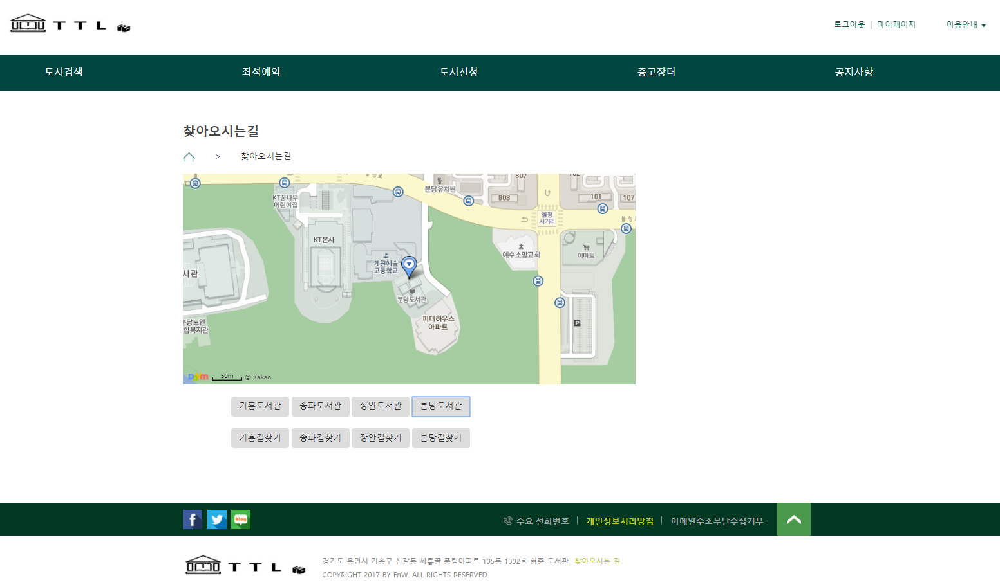 TTL
로그아웃 | 마이페이지 이용안내
도서검색 좌석예약 도서신청 중고장터 공지사항
찾아오시는길
> 찾아오시는길
807
분당유치원
808
101
107
KT꿈나무
어린이집
불정
사거리
KT본사
계원예술
고등학교
예수소망교회
이마트
시관
분당도서관
피더하우스
아파트
P
분당노인
합복지관
Daum 50m © Kakao
기흥도서관 송파도서관 장안도서관 분당도서관
기흥길찾기 송파길찾기 장안길찾기 분당길찾기
f blog 주요 전화번호 | 개인정보처리방침 | 이메일주소무단수집거부
TTL
경기도 용인시 기흥구 신갈동 세릉골 풍림아파트 105동 1302호 형준 도서관 찾아오시는 길
COPYRIGHT 2017 BY FnW. ALL RIGHTS RESERVED.